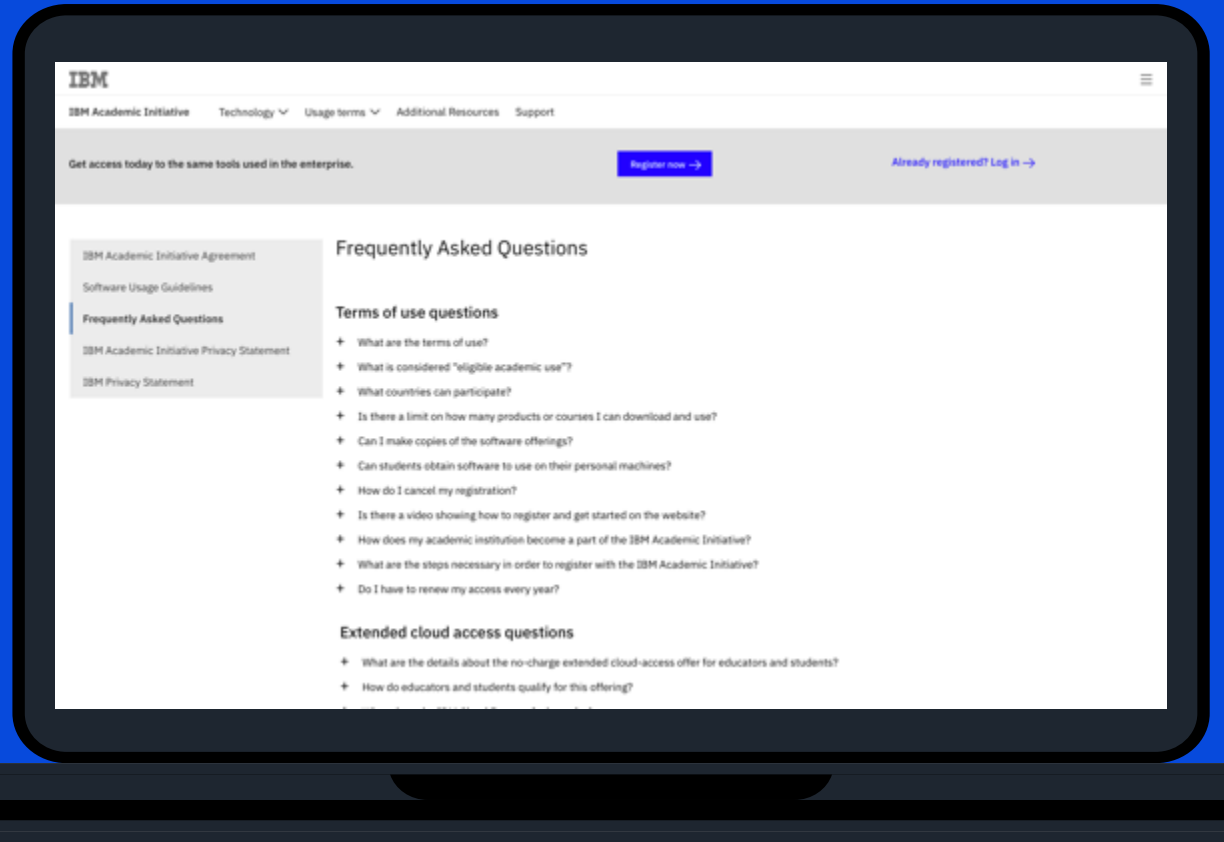 IBM
IBM Academic Initiative Technology Usage terms Additional Resources Support
Get access today to the same tools used in the enterprise. Register now → Already registered? Log in →
IBM Academic Initiative Agreement
Software Usage Guidelines
Frequently Asked Questions
IBM Academic Initiative Privacy Statement
IBM Privacy Statement
Frequently Asked Questions
Terms of use questions
+ What are the terms of use?
+ What is considered "eligible academic use"?
+ What countries can participate?
+ Is there a limit on how many products or courses I can download and use?
+ Can I make copies of the software offerings?
+ Can students obtain software to use on their personal machines?
+ How do I cancel my registration?
+ Is there a video showing how to register and get started on the website?
+ How does my academic institution become a part of the IBM Academic Initiative?
+ What are the steps necessary in order to register with the IBM Academic Initiative?
+ Do I have to renew my access every year?
Extended cloud access questions
+ What are the details about the no-charge extended cloud-access offer for educators and students?
+ How do educators and students qualify for this offering?